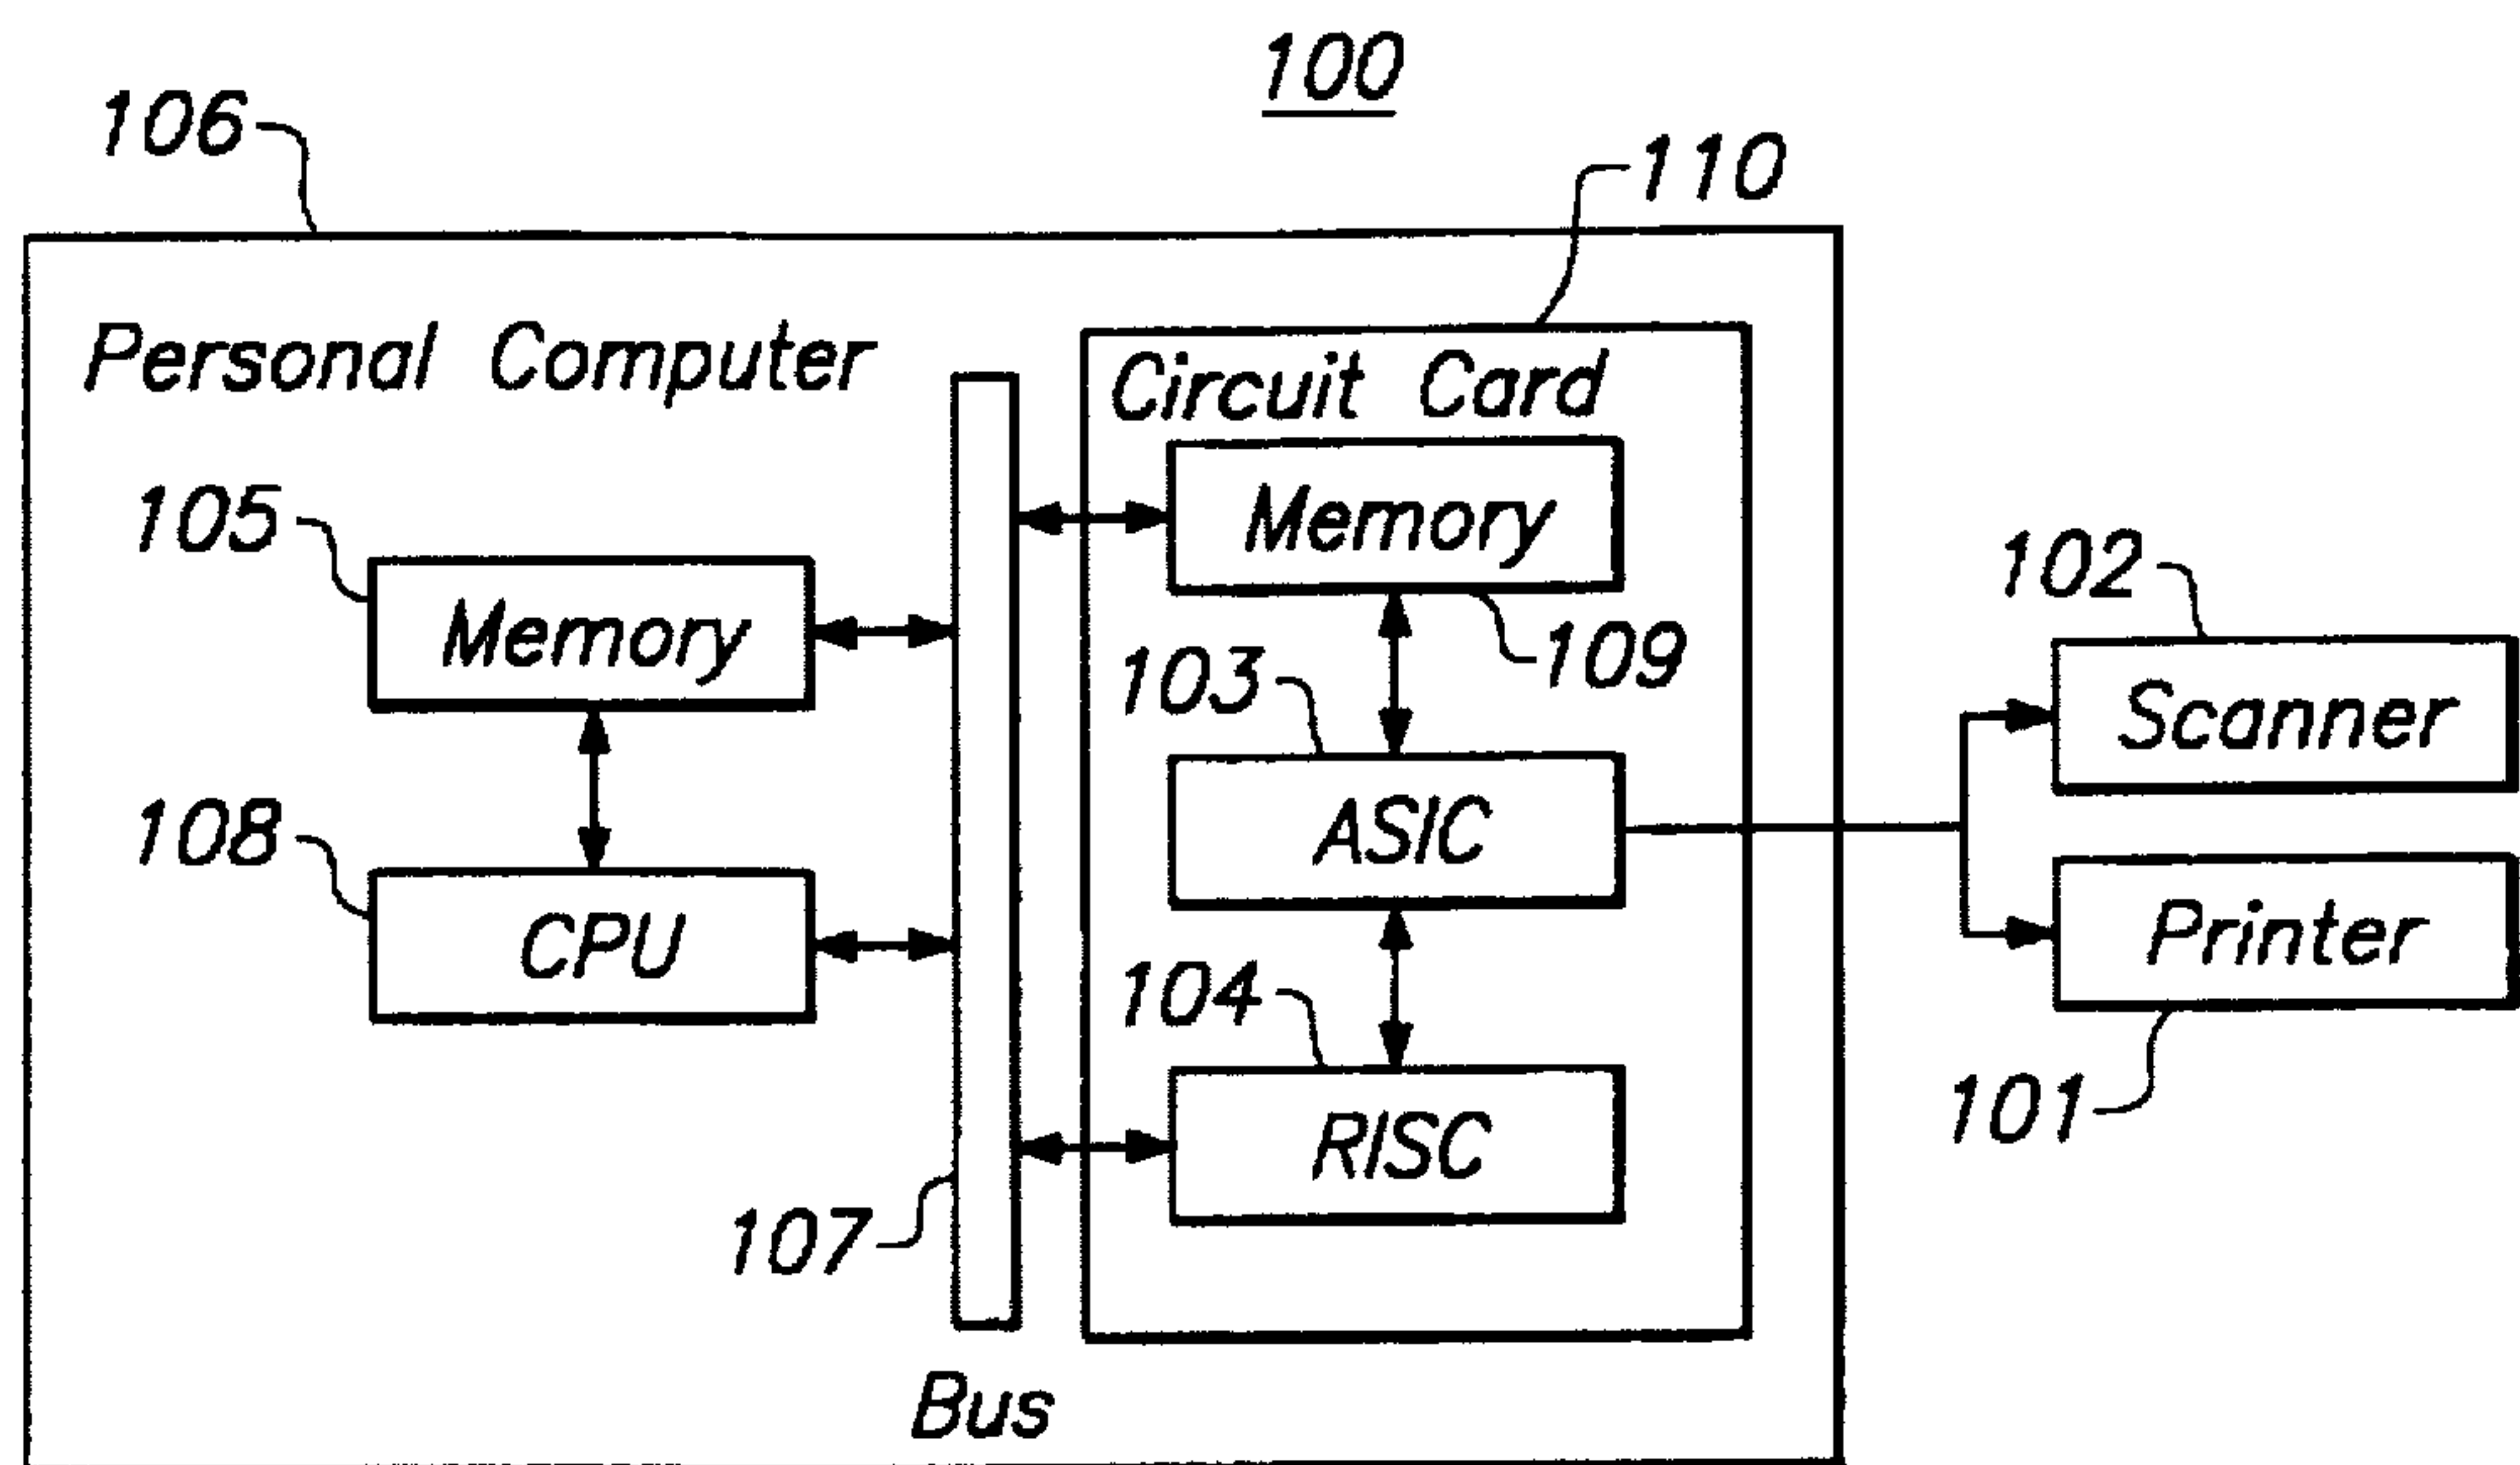 100
106
110
Personal Computer
Circuit Card
Memory
105
102
Memory
109
103
Scanner
108
ASIC
CPU
Printer
104
101
RISC
107
Bus